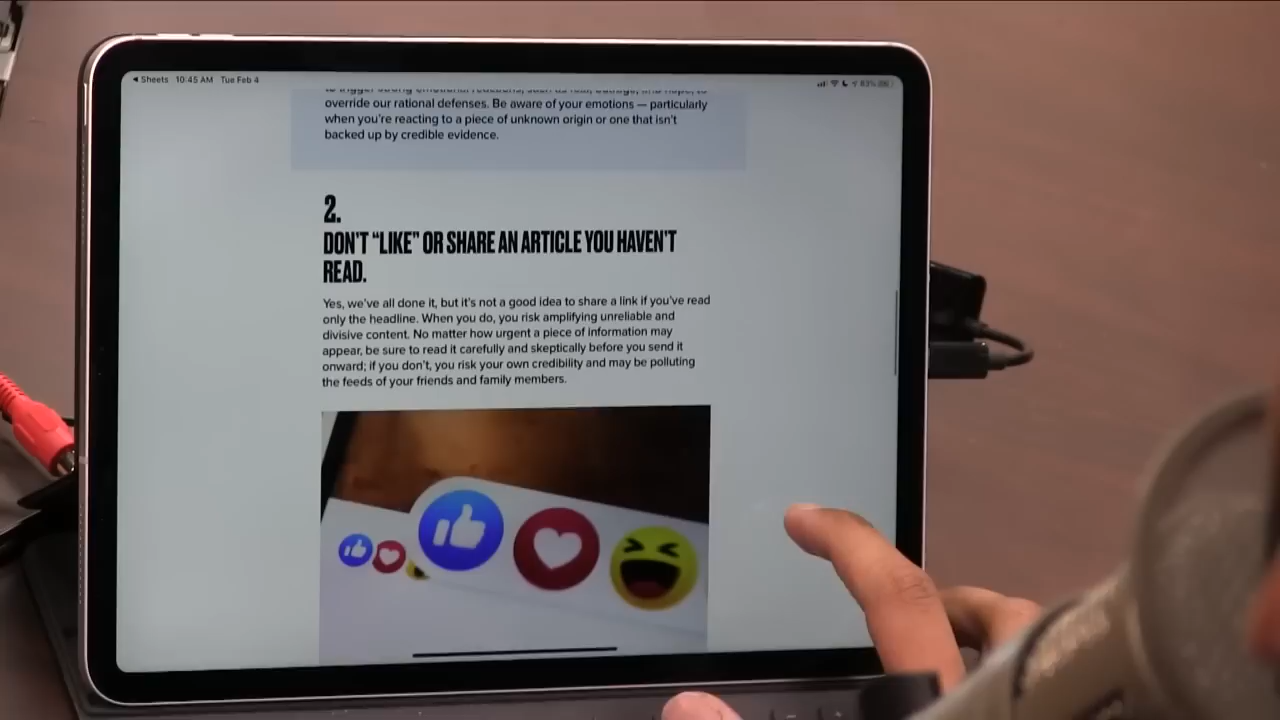 ◀ Sheets 10:45 AM Tue Feb 4
83%
override our rational defenses. Be aware of your emotions — particularly
when you're reacting to a piece of unknown origin or one that isn't
backed up by credible evidence.
2.
DON'T “LIKE” OR SHARE AN ARTICLE YOU HAVEN'T
READ.
Yes, we've all done it, but it's not a good idea to share a link if you've read
only the headline. When you do, you risk amplifying unreliable and
divisive content. No matter how urgent a piece of information may
appear, be sure to read it carefully and skeptically before you send it
onward; if you don't, you risk your own credibility and may be polluting
the feeds of your friends and family members.